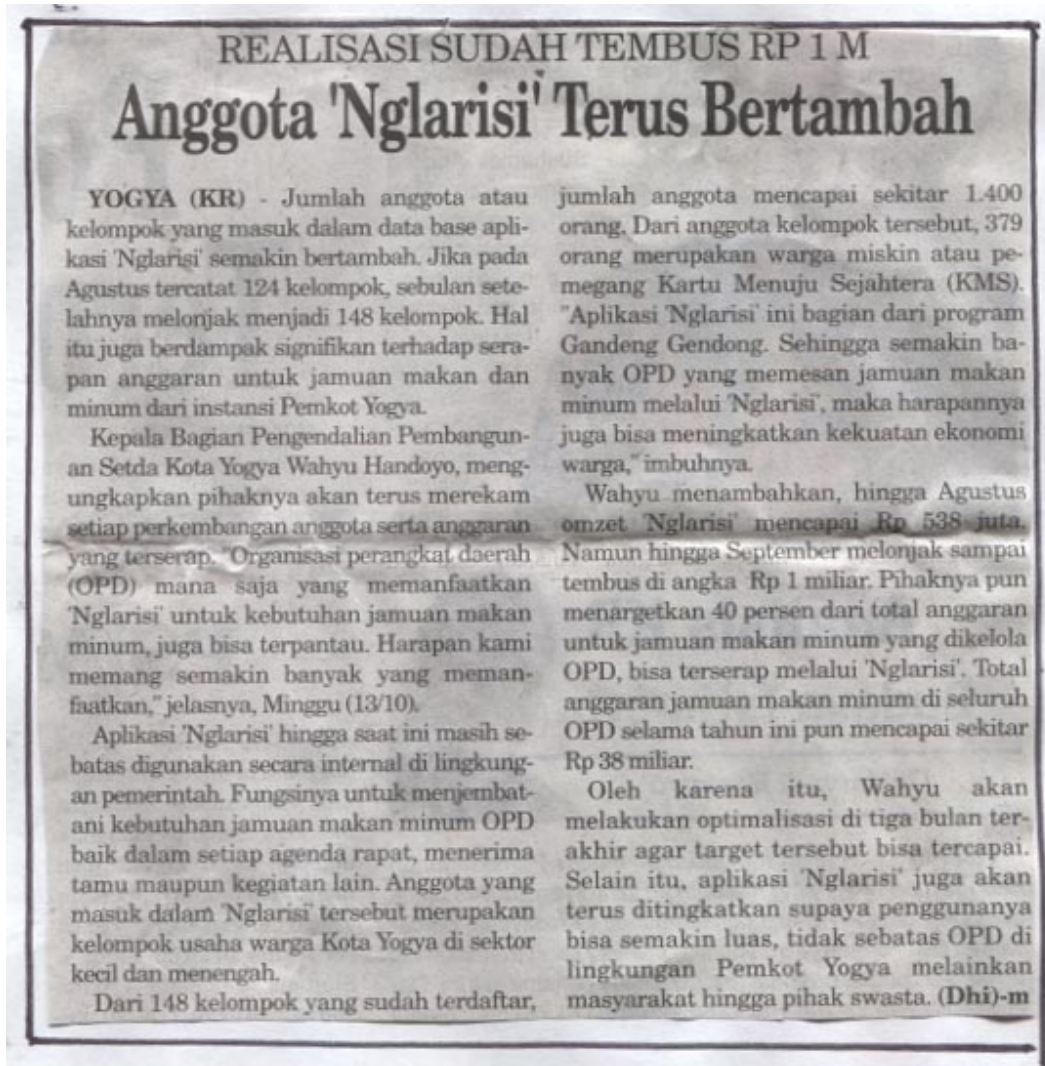 REALISASI SUDAH TEMBUS RP 1 M
Anggota 'Nglarisi' Terus Bertambah
YOGYA (KR) - Jumlah anggota atau
kelompok yang masuk dalam data base apli-
kasi 'Nglarisi' semakin bertambah. Jika pada
Agustus tercatat 124 kelompok, sebulan sete-
lahnya melonjak menjadi 148 kelompok. Hal
itu juga berdampak signifikan terhadap sera-
pan anggaran untuk jamuan makan dan
minum dari instansi Pemkot Yogya.
Kepala Bagian Pengendalian Pembangun-
an Setda Kota Yogya Wahyu Handoyo, meng-
ungkapkan pihaknya akan terus merekam
setiap perkembangan anggota serta anggaran
yang terserap. "Organisasi perangkat daerah
(OPD) mana saja yang memanfaatkan
'Nglarisi' untuk kebutuhan jamuan makan
minum, juga bisa terpantau. Harapan kami
memang semakin banyak yang meman-
faatkan," jelasnya, Minggu (13/10).
Aplikasi 'Nglarisi' hingga saat ini masih se-
batas digunakan secara internal di lingkung-
an pemerintah. Fungsinya untuk menjembat-
ani kebutuhan jamuan makan minum OPD
baik dalam setiap agenda rapat, menerima
tamu maupun kegiatan lain. Anggota yang
masuk dalam 'Nglarisi' tersebut merupakan
kelompok usaha warga Kota Yogya di sektor
kecil dan menengah.
Dari 148 kelompok yang sudah terdaftar,
jumlah anggota mencapai sekitar 1.400
orang. Dari anggota kelompok tersebut, 379
orang merupakan warga miskin atau pe-
megang Kartu Menuju Sejahtera (KMS).
"Aplikasi 'Nglarisi' ini bagian dari program
Gandeng Gendong. Sehingga semakin ba-
nyak OPD yang memesan jamuan makan
minum melalui 'Nglarisi', maka harapannya
juga bisa meningkatkan kekuatan ekonomi
warga," imbuhnya.
Wahyu menambahkan, hingga Agustus
omzet 'Nglarisi' mencapai Rp 538 juta.
Namun hingga September melonjak sampai
tembus di angka Rp 1 miliar. Pihaknya pun
menargetkan 40 persen dari total anggaran
untuk jamuan makan minum yang dikelola
OPD, bisa terserap melalui 'Nglarisi'. Total
anggaran jamuan makan minum di seluruh
OPD selama tahun ini pun mencapai sekitar
Rp 38 miliar.
Oleh karena itu, Wahyu akan
melakukan optimalisasi di tiga bulan ter-
akhir agar target tersebut bisa tercapai.
Selain itu, aplikasi 'Nglarisi' juga akan
terus ditingkatkan supaya penggunanya
bisa semakin luas, tidak sebatas OPD di
lingkungan Pemkot Yogya melainkan
masyarakat hingga pihak swasta. (Dhi)-m